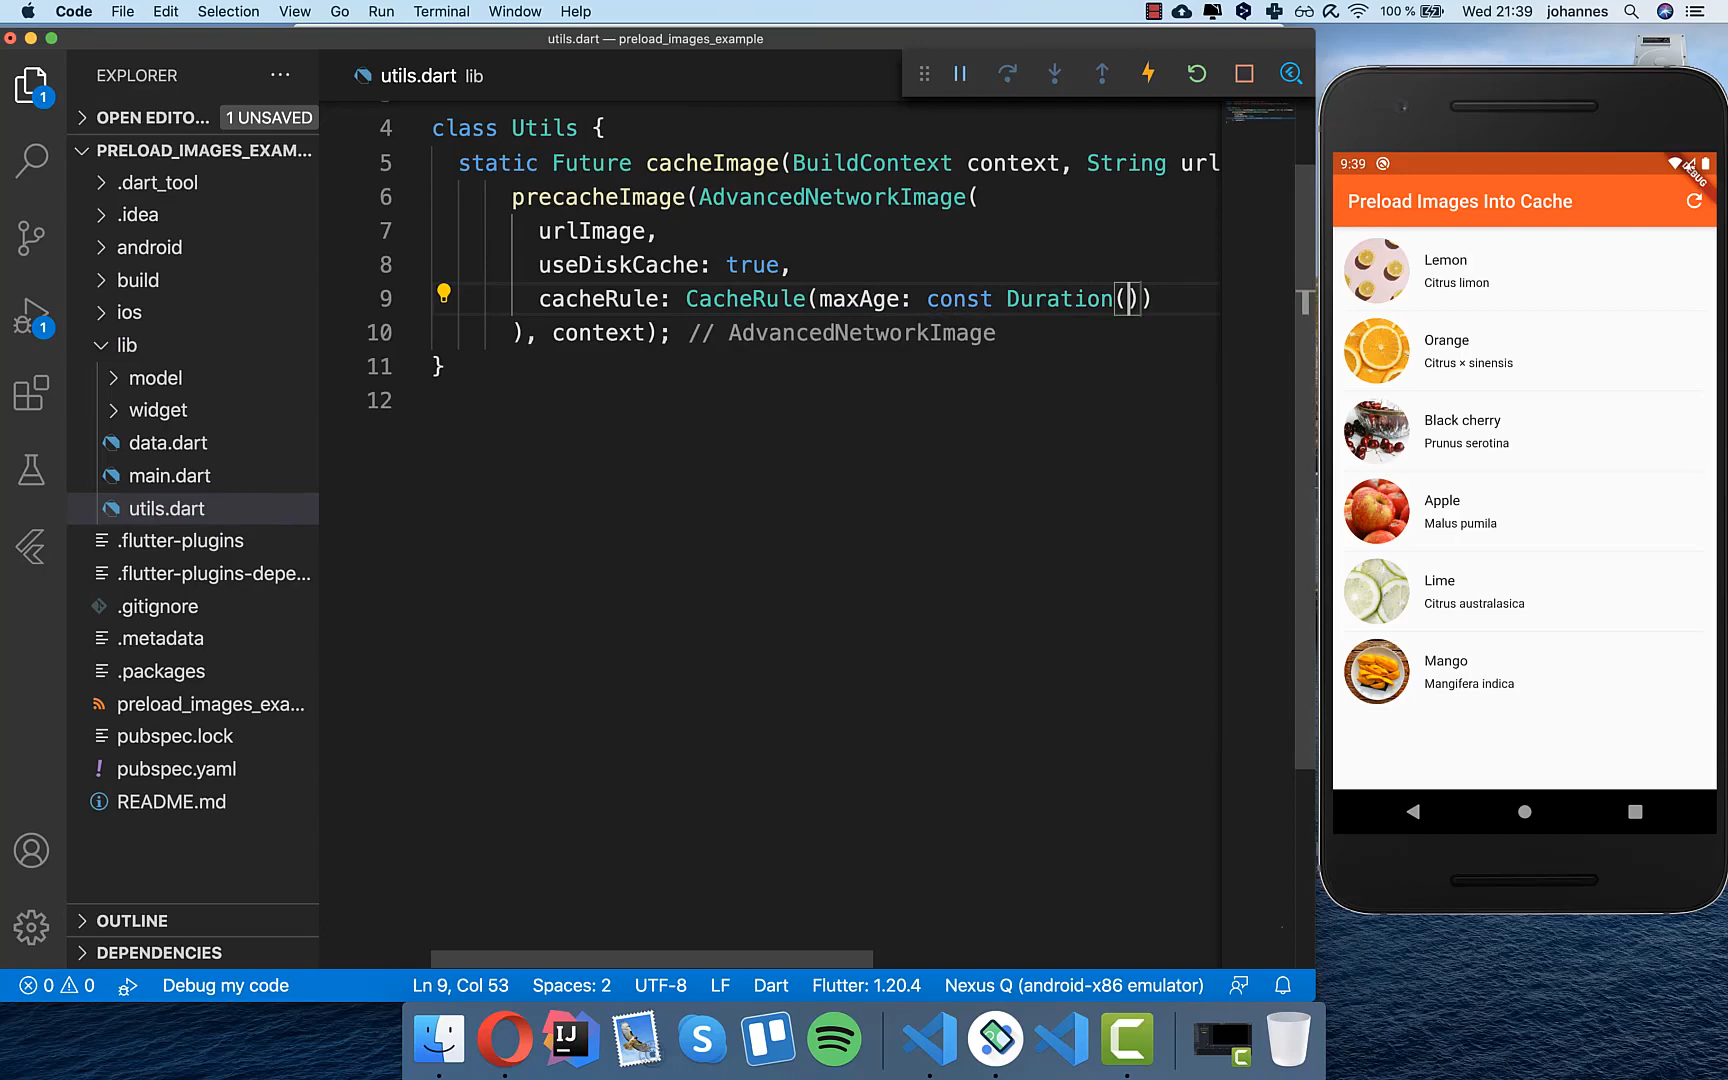 Code File Edit Selection View Go Run Terminal Window Help 100 % Wed 21:39 johannes
utils.dart — preload_images_example
EXPLORER
OPEN EDITO... 1 UNSAVED
PRELOAD_IMAGES_EXAM...
.dart_tool
.idea
android
build
ios
lib
model
widget
data.dart
main.dart
utils.dart
.flutter-plugins
.flutter-plugins-depe...
.gitignore
.metadata
.packages
preload_images_exa...
pubspec.lock
pubspec.yaml
README.md
OUTLINE
DEPENDENCIES
1
1
utils.dart lib
4 class Utils {
5 static Future cacheImage(BuildContext context, String url
6 precacheImage(AdvancedNetworkImage(
7 urlImage,
8 useDiskCache: true,
9 cacheRule: CacheRule(maxAge: const Duration())
10 ), context); // AdvancedNetworkImage
11 }
12
0 0 Debug my code Ln 9, Col 53 Spaces: 2 UTF-8 LF Dart Flutter: 1.20.4 Nexus Q (android-x86 emulator)
9:39
DEBUG
Preload Images Into Cache
Lemon
Citrus limon
Orange
Citrus × sinensis
Black cherry
Prunus serotina
Apple
Malus pumila
Lime
Citrus australasica
Mango
Mangifera indica
IJ
S
C
C